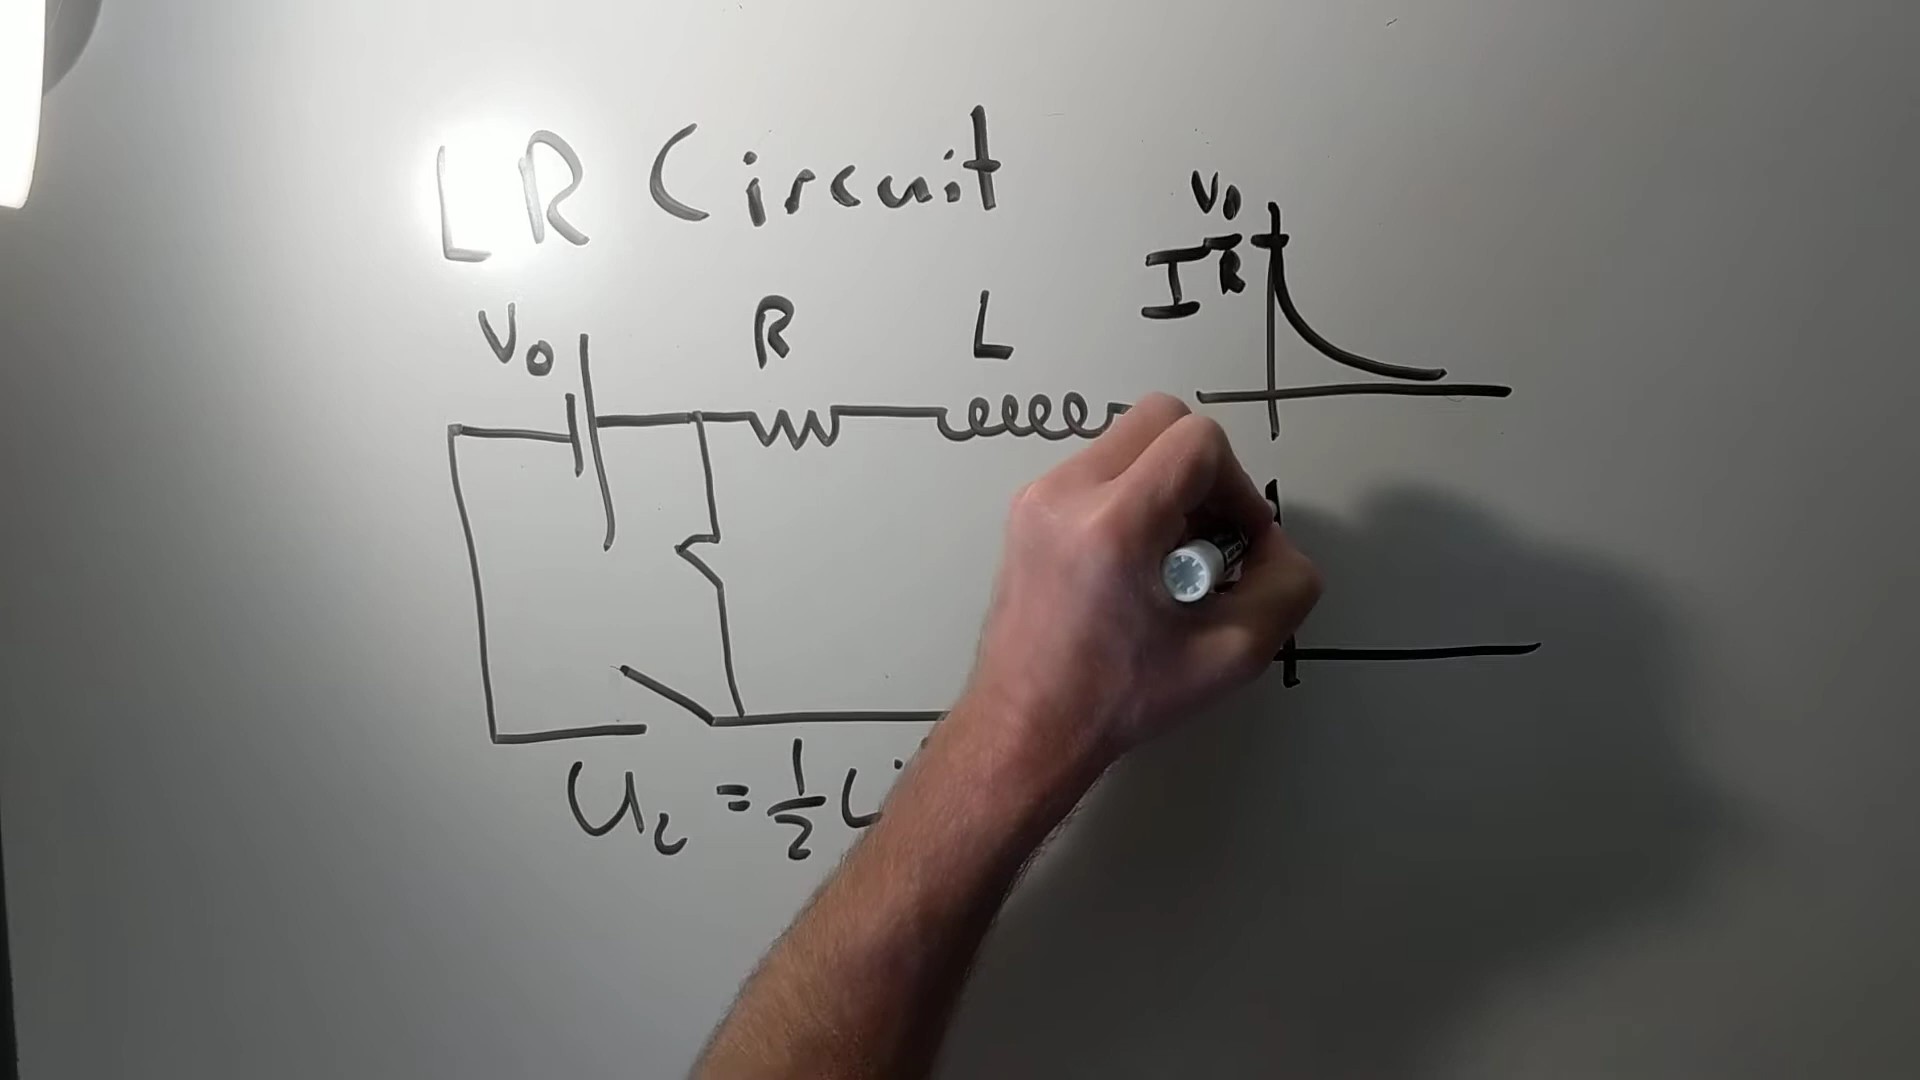 LR Circuit
V₀ R L
V₀
I R
U_L = 1/2 L i